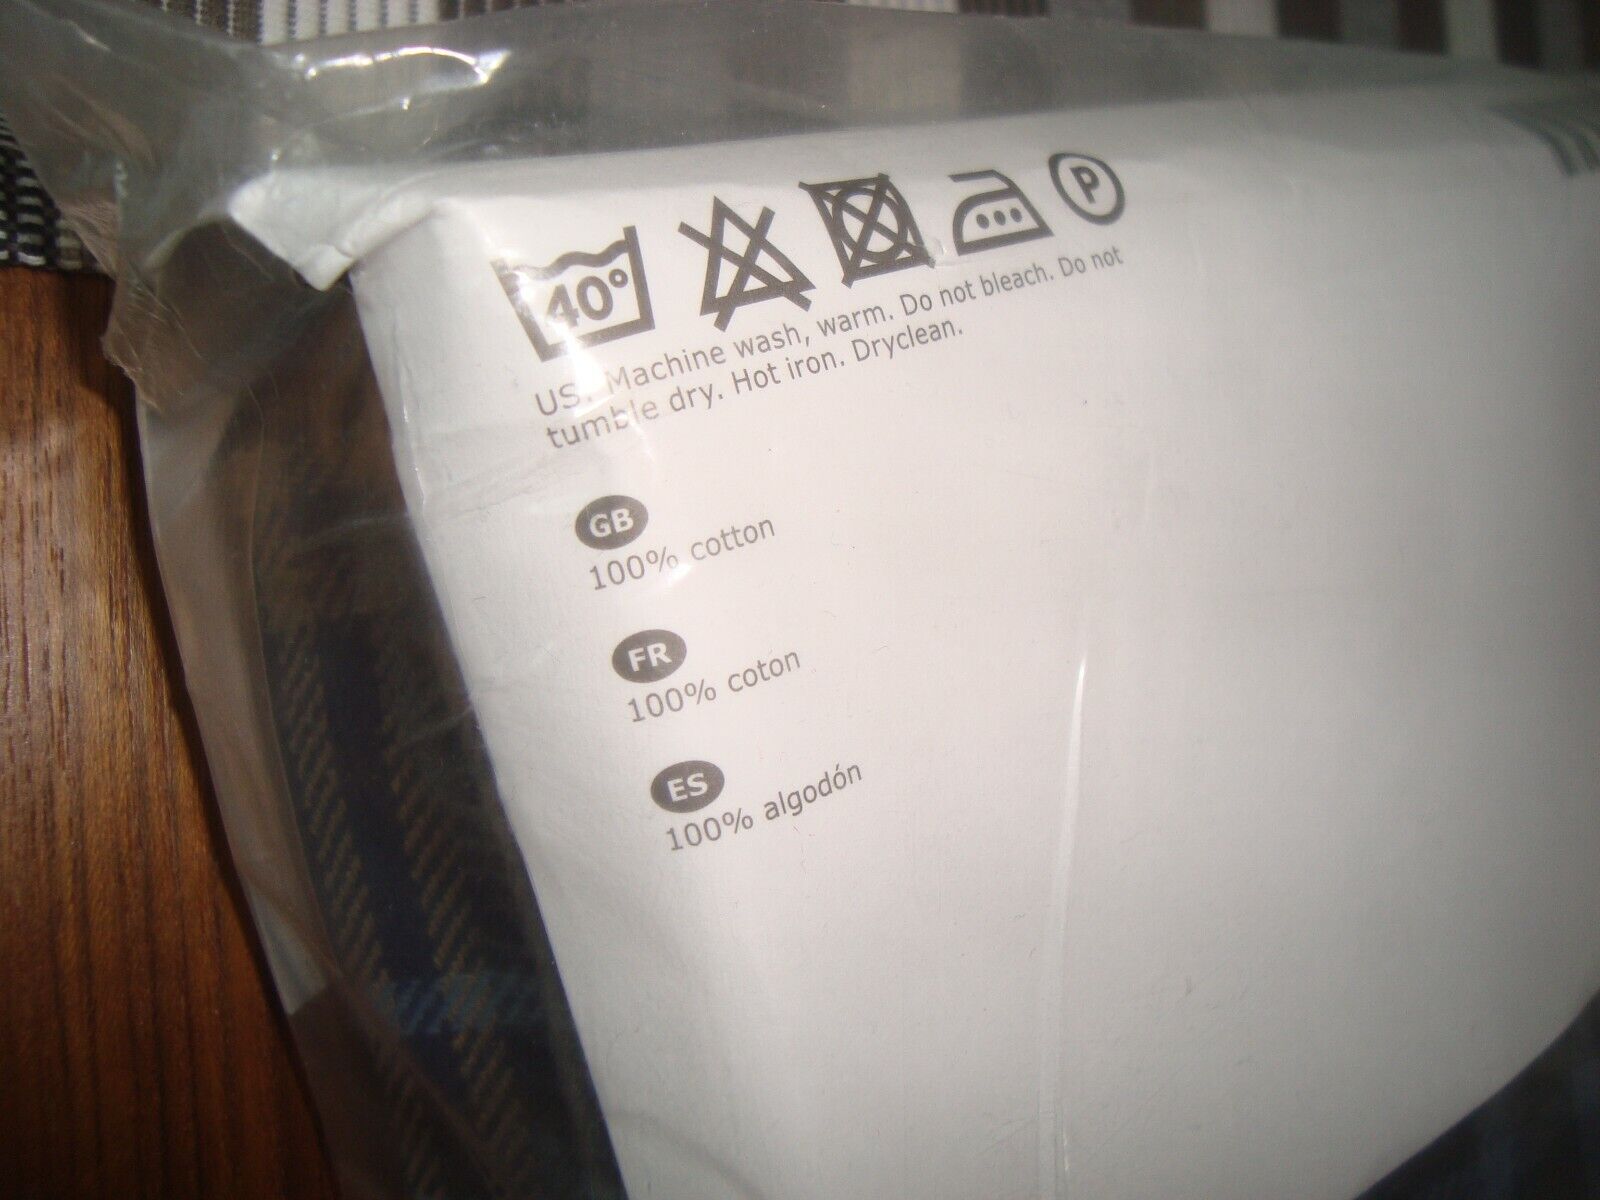 40°
P
US. Machine wash, warm. Do not bleach. Do not
tumble dry. Hot iron. Dryclean.
GB
100% cotton
FR
100% coton
ES
100% algodón